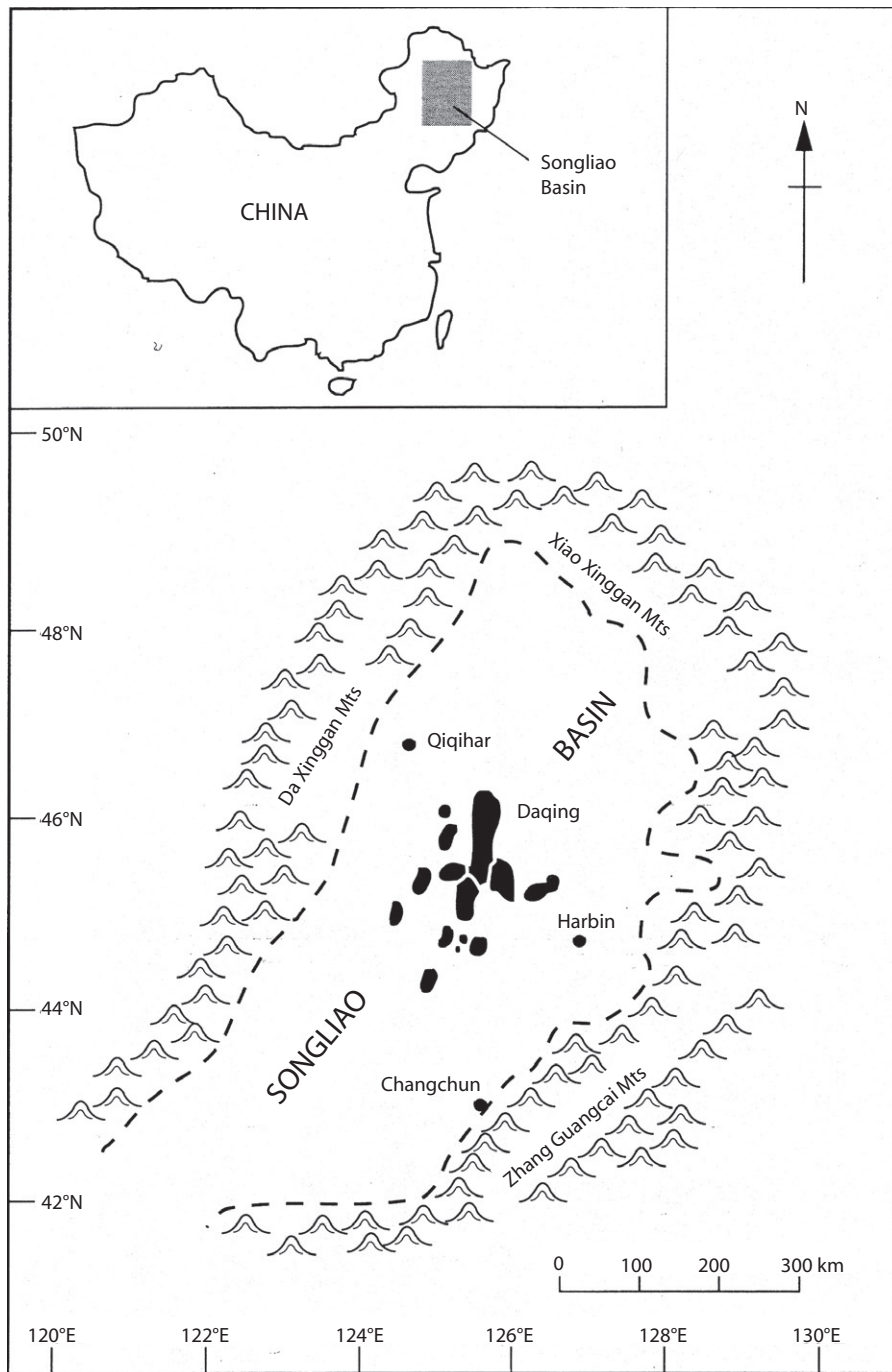 N
Songliao
Basin
CHINA
50°N
Xiao Xinggan Mts
48°N
Da Xinggan Mts
Qiqihar
BASIN
46°N
Daqing
Harbin
44°N
SONGLIAO
Changchun
Zhang Guangcai Mts
42°N
0 100 200 300 km
120°E 122°E 124°E 126°E 128°E 130°E